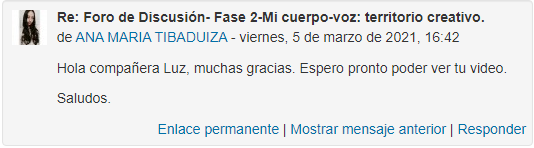 Re: Foro de Discusión- Fase 2-Mi cuerpo-voz: territorio creativo.
de ANA MARIA TIBADUIZA - viernes, 5 de marzo de 2021, 16:42
Hola compañera Luz, muchas gracias. Espero pronto poder ver tu video.
Saludos.
Enlace permanente | Mostrar mensaje anterior | Responder